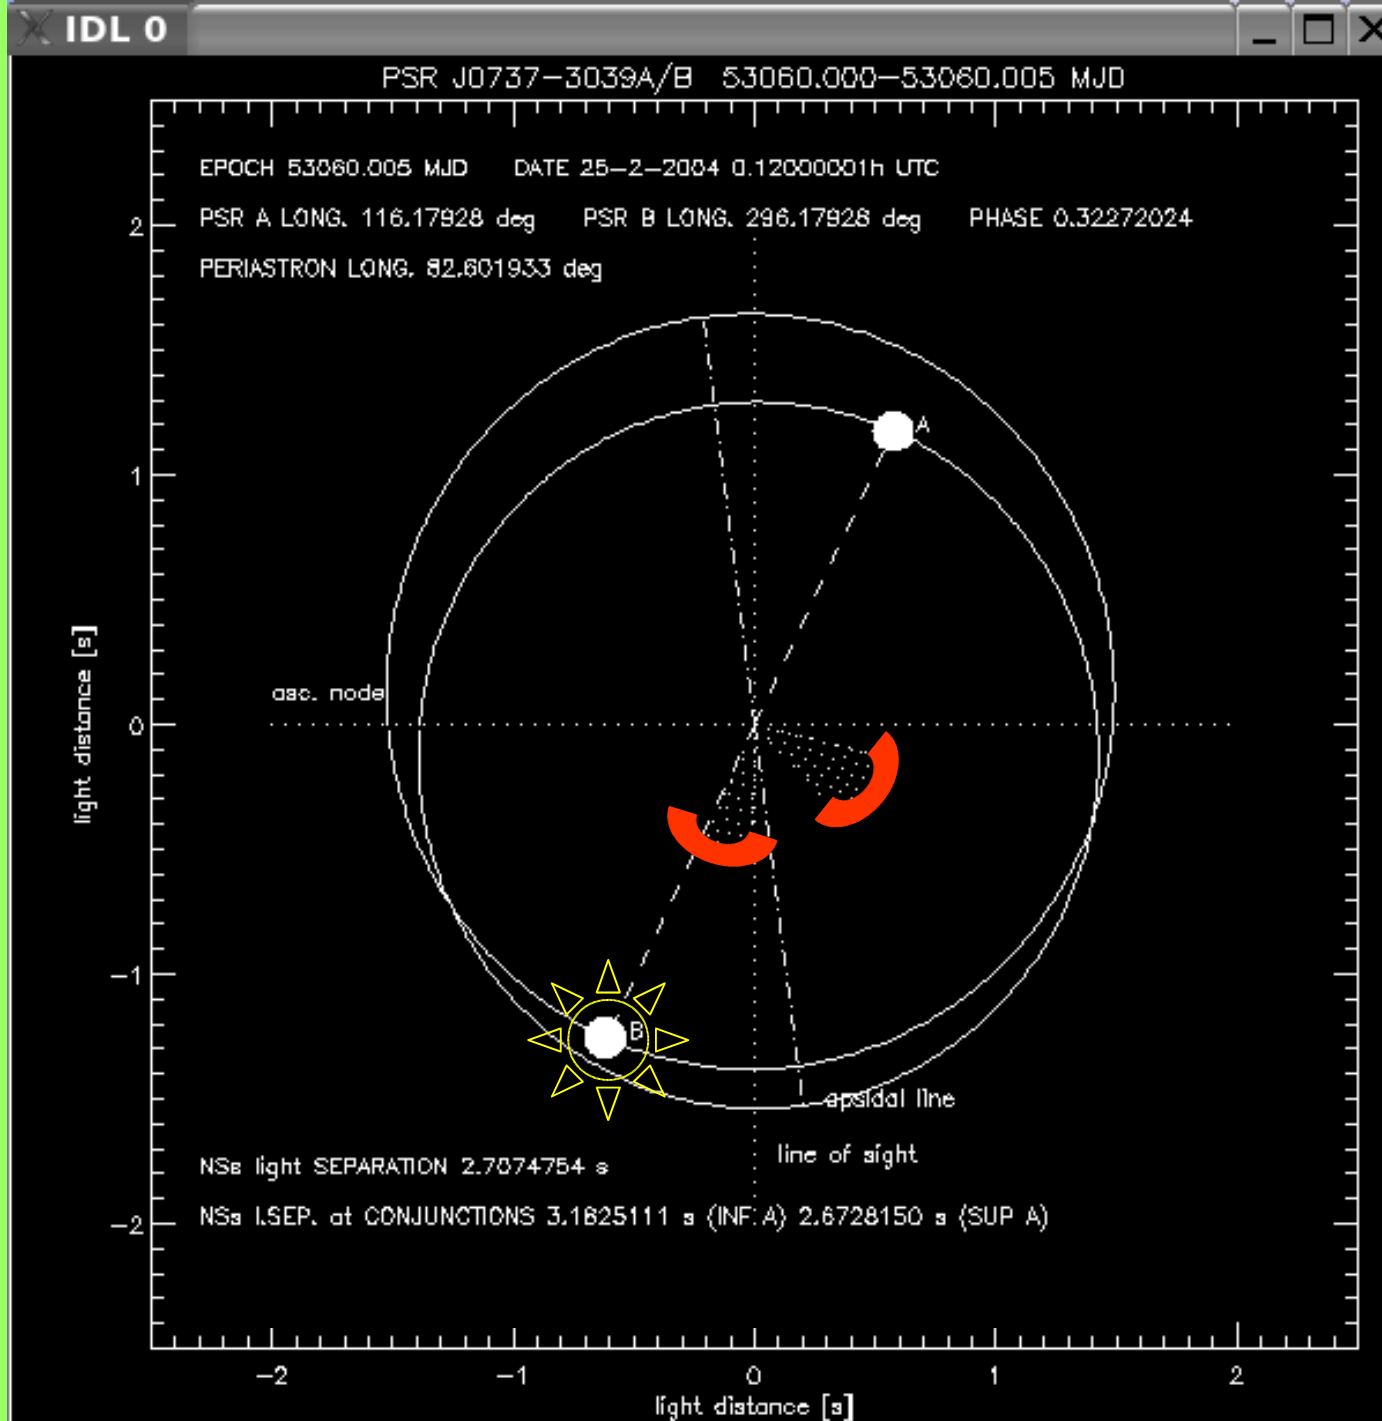 IDL 0
PSR J0737-3039A/B 53060.000-53060.005 MJD
EPOCH 53060.005 MJD DATE 25-2-2004 0.12000001h UTC
PSR A LONG. 116.17928 deg PSR B LONG. 296.17928 deg PHASE 0.32272024
PERIASTRON LONG. 82.601933 deg
2
A
1
asc. node
0
light distance [s]
-1
B
apsidal line
line of sight
NSs light SEPARATION 2.7074754 s
NSs l.SEP. at CONJUNCTIONS 3.1625111 s (INF. A) 2.6728150 s (SUP A)
-2
-2 -1 0 1 2
light distance [s]